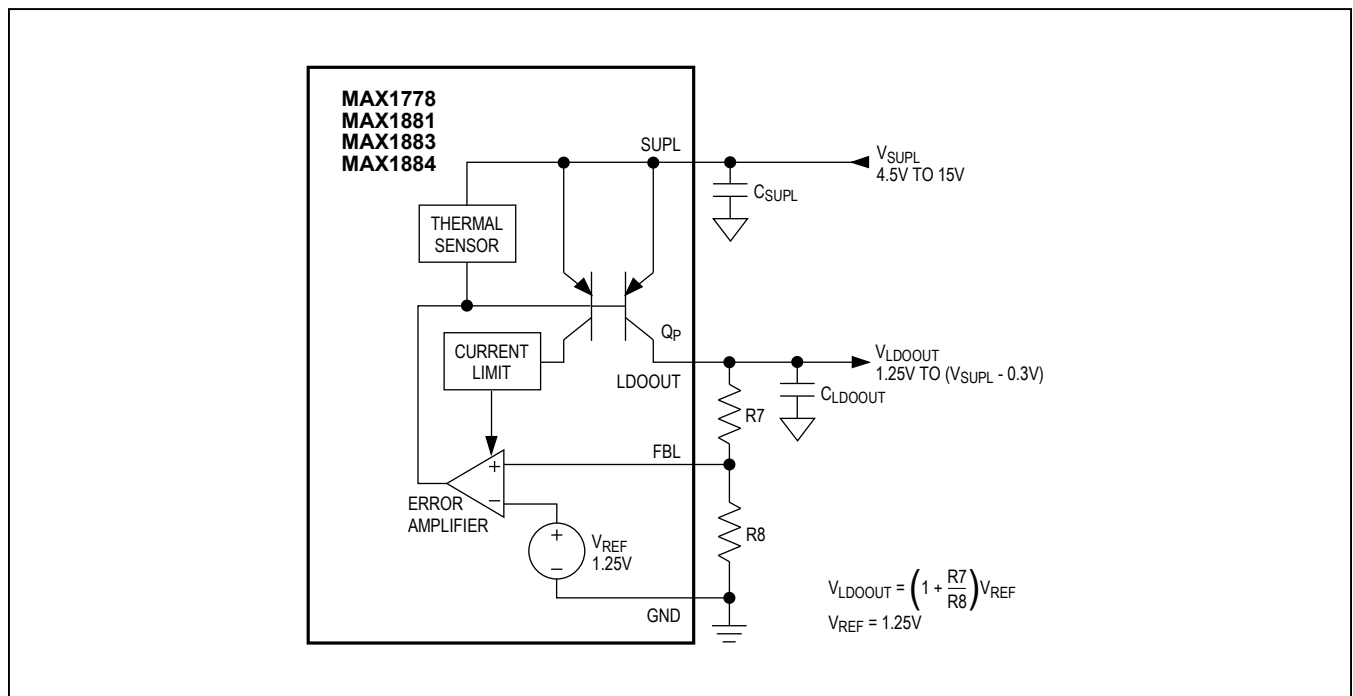 MAX1778
MAX1881
MAX1883
MAX1884
SUPL
VSUPL
4.5V TO 15V
CSUPL
THERMAL
SENSOR
QP
CURRENT
LIMIT
LDOOUT
VLDOOUT
1.25V TO (VSUPL - 0.3V)
CLDOOUT
R7
FBL
+
−
ERROR
AMPLIFIER
+
−
VREF
1.25V
R8
GND
VLDOOUT = (1 + R7/R8)VREF
VREF = 1.25V